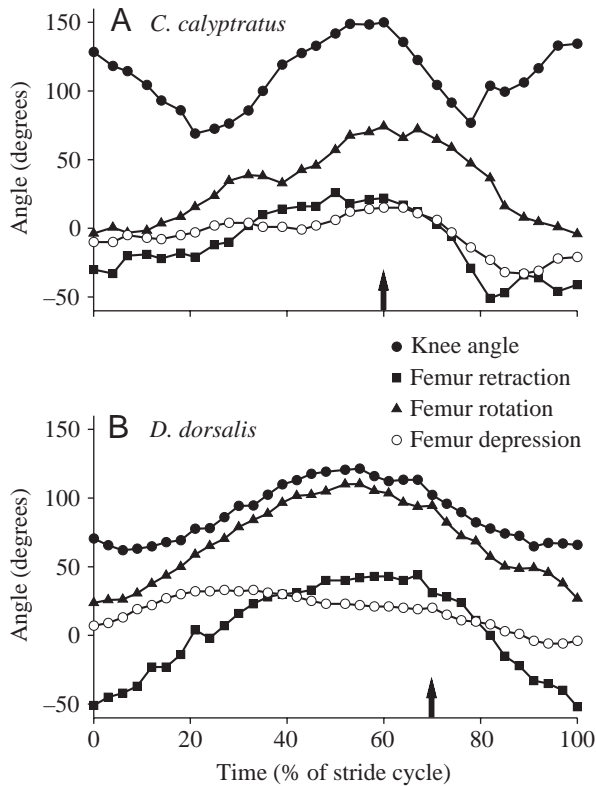 A C. calyptratus
150
100
50
0
–50
Angle (degrees)
Knee angle
Femur retraction
Femur rotation
Femur depression
B D. dorsalis
150
100
50
0
–50
Angle (degrees)
0 20 40 60 80 100
Time (% of stride cycle)